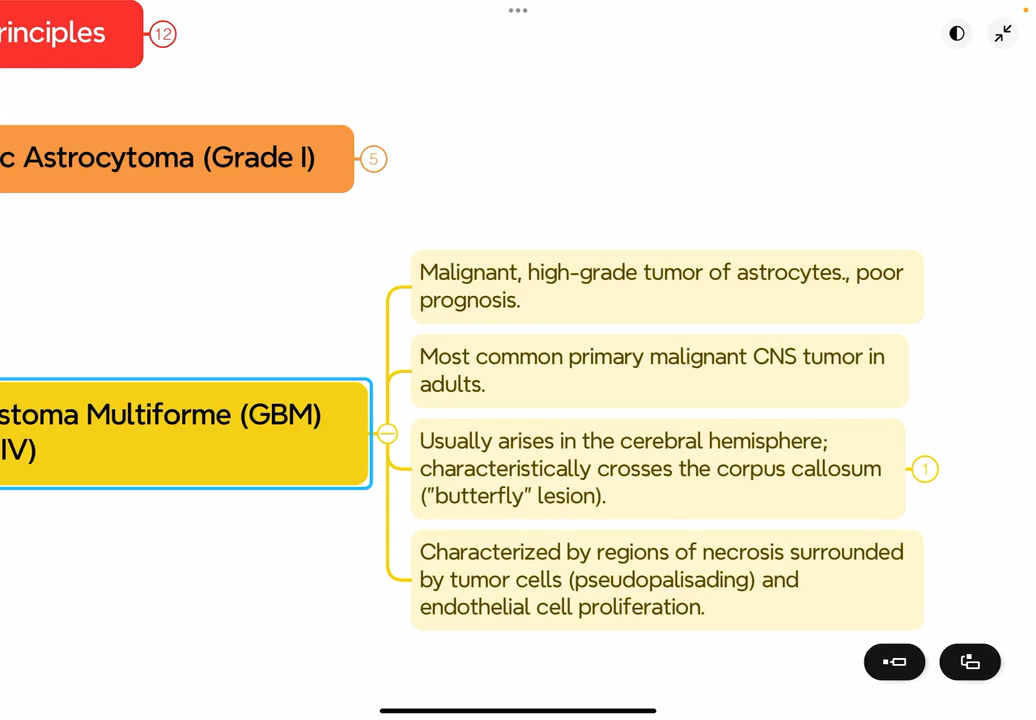 rinciples
12
c Astrocytoma (Grade I)
5
stoma Multiforme (GBM)
IV)
Malignant, high-grade tumor of astrocytes., poor
prognosis.
Most common primary malignant CNS tumor in
adults.
Usually arises in the cerebral hemisphere;
characteristically crosses the corpus callosum
("butterfly" lesion).
1
Characterized by regions of necrosis surrounded
by tumor cells (pseudopalisading) and
endothelial cell proliferation.